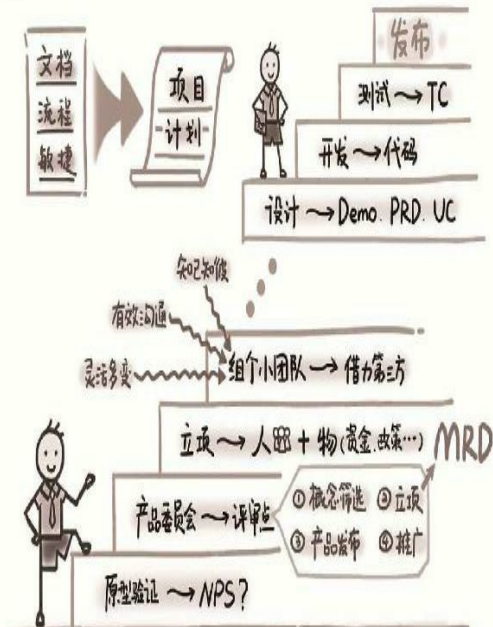 文档
流程
敏捷
项目
计划
发布
测试→TC
开发→代码
设计→Demo. PRD. UC
知己知彼
有效沟通
灵活多变
组个小团队→借力第三方
立项→人 + 物(资金.政策…)
MRD
产品委员会→评审点
① 概念筛选 ② 立项
③ 产品发布 ④ 推广
原型验证→NPS?